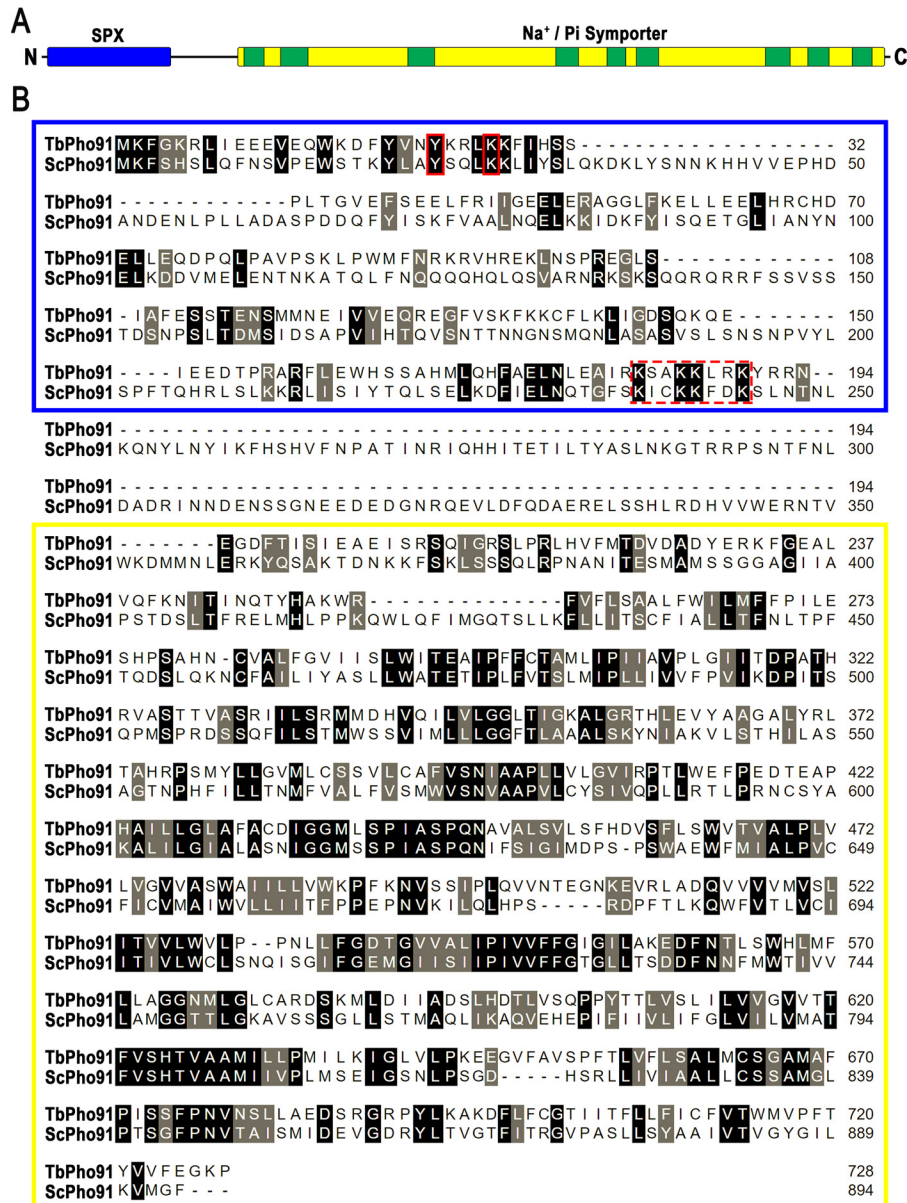 A
SPX
Na+ / Pi Symporter
N
C
B
TbPho91 MKFGKRLIEEEVEQWKDFYVNYKRLKKFIHSS------------------ 32
ScPho91 MKFSHSLQFNSVPEWSTKYLAYSQLKKLIYSLQKDKLYSNNKHHVVEPHD 50
TbPho91 ------------PLTGVEFSEELFRIIGEELERAGGLFKELLEELHRCHD 70
ScPho91 ANDENLPLLADASPDDQFYISKFVAALNQELKKIDKFYISQETGLIANYN 100
TbPho91 ELLEQDPQLPAVPSKLPWMFNRKRVHREKLNSPREGLS------------ 108
ScPho91 ELKDDVMELENTNKATQLFNQQQQHQLQSVARNRKSKSQQRQRRFSSVSS 150
TbPho91 -IAFESSTENSMMNEIVVEQREGFVSKFKKCFLKLIGDSQKQE------- 150
ScPho91 TDSNPSLTDMSIDSAPVIHTQVSNTTNNGNSMQNLASASVSLSNSNPVYL 200
TbPho91 ----IEEDTPRARFLEWHSSAHMLQHFAELNLEAIRKSAKKLRKYRRN-- 194
ScPho91 SPFTQHRLSLKKRLISIYTQLSELKDFIELNQTGFSKICKKFDKSLNTNL 250
TbPho91 -------------------------------------------------- 194
ScPho91 KQNYLNYIKFHSHVFNPATINRIQHHITETILTYASLNKGTRRPSNTFNL 300
TbPho91 -------------------------------------------------- 194
ScPho91 DADRINNDENSSGNEEDEDGNRQEVLDFQDAERELSSHLRDHVVWERNTV 350
TbPho91 -------EGDFTISIEAEISRSQIGRSLPRLHVFMTDVDADYERKFGEAL 237
ScPho91 WKDMMNLERKYQSAKTDNKKFSKLSSSQLRPNANITESMAMSSGGAGIIA 400
TbPho91 VQFKNITINQTYHAKWR--------------FVFLSAALFWILMFFPILE 273
ScPho91 PSTDSLTFRELMHLPPKQWLQFIMGQTSLLKFLLITSCFIALLTFNLTPF 450
TbPho91 SHPSAHN-CVALFGVIISLWITEAIPFFCTAMLIPIIAVPLGIITDPATH 322
ScPho91 TQDSLQKNCFAILIYASLLWATETIPLFVTSLMIPLLIVVFPVIKDPITS 500
TbPho91 RVASTTVASRIILSRMMDHVQILVLGGLTIGKALGRTHLEVYAAGALYRL 372
ScPho91 QPMSPRDSSQFILSTMWSSVIMLLLGGFTLAAALSKYNIAKVLSTHILAS 550
TbPho91 TAHRPSMYLLGVMLCSSVLCAFVSNIAAPLLVLGVIRPTLWEFPEDTEAP 422
ScPho91 AGTNPHFILLTNMFVALFVSMWVSNVAAPVLCYSIVQPLLRTLPRNCSYA 600
TbPho91 HAILLGLAFACDIGGMLSPIASPQNAVALSVLSFHDVSFLSWVTVALPLV 472
ScPho91 KALILGIALASNIGGMSSPIASPQNIFSIGIMDPS-PSWAEWFMIALPVC 649
TbPho91 LVGVVASWAIILLVWKPFKNVSSIPLQVVNTEGNKEVRLADQVVVVMVSL 522
ScPho91 FICVMAIWVLLIITFPPEPNVKILQLHPS-----RDPFTLKQWFVTLVCI 694
TbPho91 ITVVLWVLP--PNLLFGDTGVVALIPIVVFFGIGILAKEDFNTLSWHLMF 570
ScPho91 ITIVLWCLSNQISGIFGEMGIISIIPIVVFFGTGLLTSDDFNNFMWTIVV 744
TbPho91 LLAGGNMLGLCARDSKMLDIIADSLHDTLVSQPPYTTLVSLILVVGVVTT 620
ScPho91 LAMGGTTLGKAVSSSGLLSTMAQLIKAQVEHEPIFIIVLIFGLVILVMAT 794
TbPho91 FVSHTVAAMILLPMILKIGLVLPKEEGVFAVSPFTLVFLSALMCSGAMAF 670
ScPho91 FVSHTVAAMIIVPLMSEIGSNLPSGD-----HSRLLIVIAALLCSSAMGL 839
TbPho91 PISSFPNVNSLLAEDSRGRPYLKAKDFLFCGTIITFLLFICFVTWMVPFT 720
ScPho91 PTSGFPNVTAISMIDEVGDRYLTVGTFITRGVPASLLSYAAIVTVGYGIL 889
TbPho91 YVVFEGKP 728
ScPho91 KVMGF--- 894